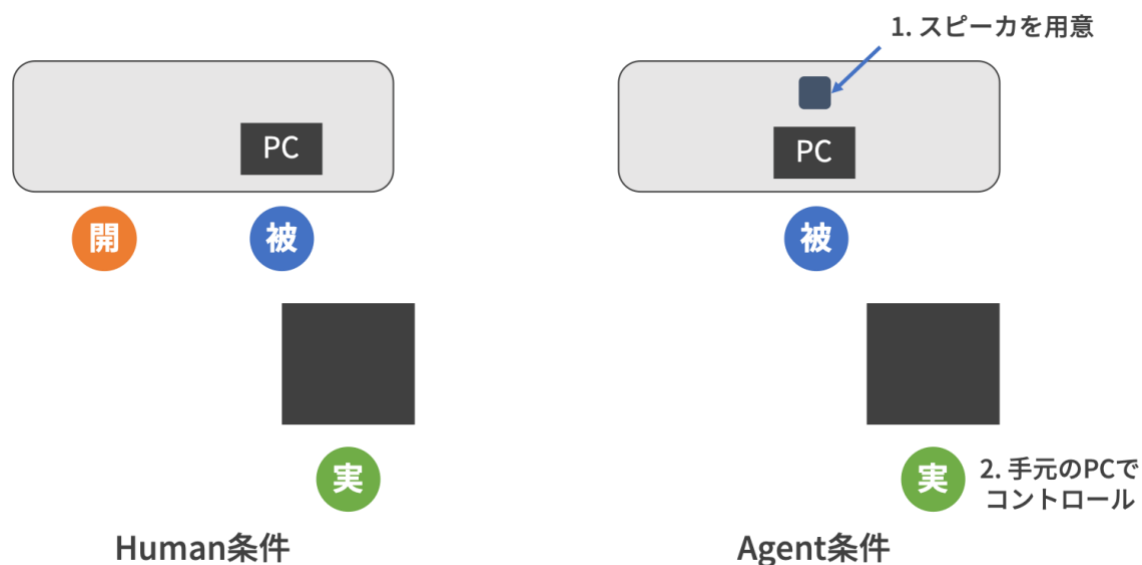 1. スピーカを用意
PC
PC
開
被
被
実
実
2. 手元のPCで
コントロール
Human条件
Agent条件